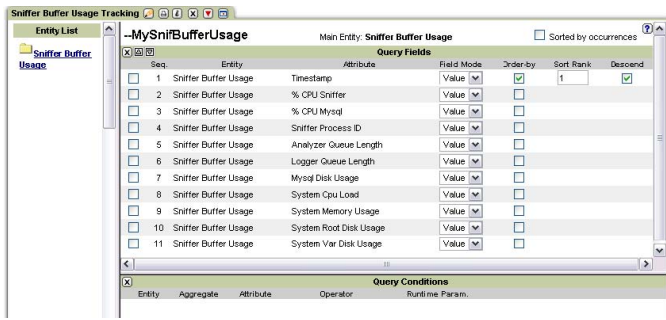 Sniffer Buffer Usage Tracking
Entity List
Sniffer Buffer
Usage
--MySnifBufferUsage
Main Entity: Sniffer Buffer Usage
Sorted by occurrences
Query Fields
Seq. Entity Attribute Field Mode Order-by Sort Rank Descend
1 Sniffer Buffer Usage Timestamp Value 1
2 Sniffer Buffer Usage % CPU Sniffer Value
3 Sniffer Buffer Usage % CPU Mysql Value
4 Sniffer Buffer Usage Sniffer Process ID Value
5 Sniffer Buffer Usage Analyzer Queue Length Value
6 Sniffer Buffer Usage Logger Queue Length Value
7 Sniffer Buffer Usage Mysql Disk Usage Value
8 Sniffer Buffer Usage System Cpu Load Value
9 Sniffer Buffer Usage System Memory Usage Value
10 Sniffer Buffer Usage System Root Disk Usage Value
11 Sniffer Buffer Usage System Var Disk Usage Value
Query Conditions
Entity Aggregate Attribute Operator Runtime Param.